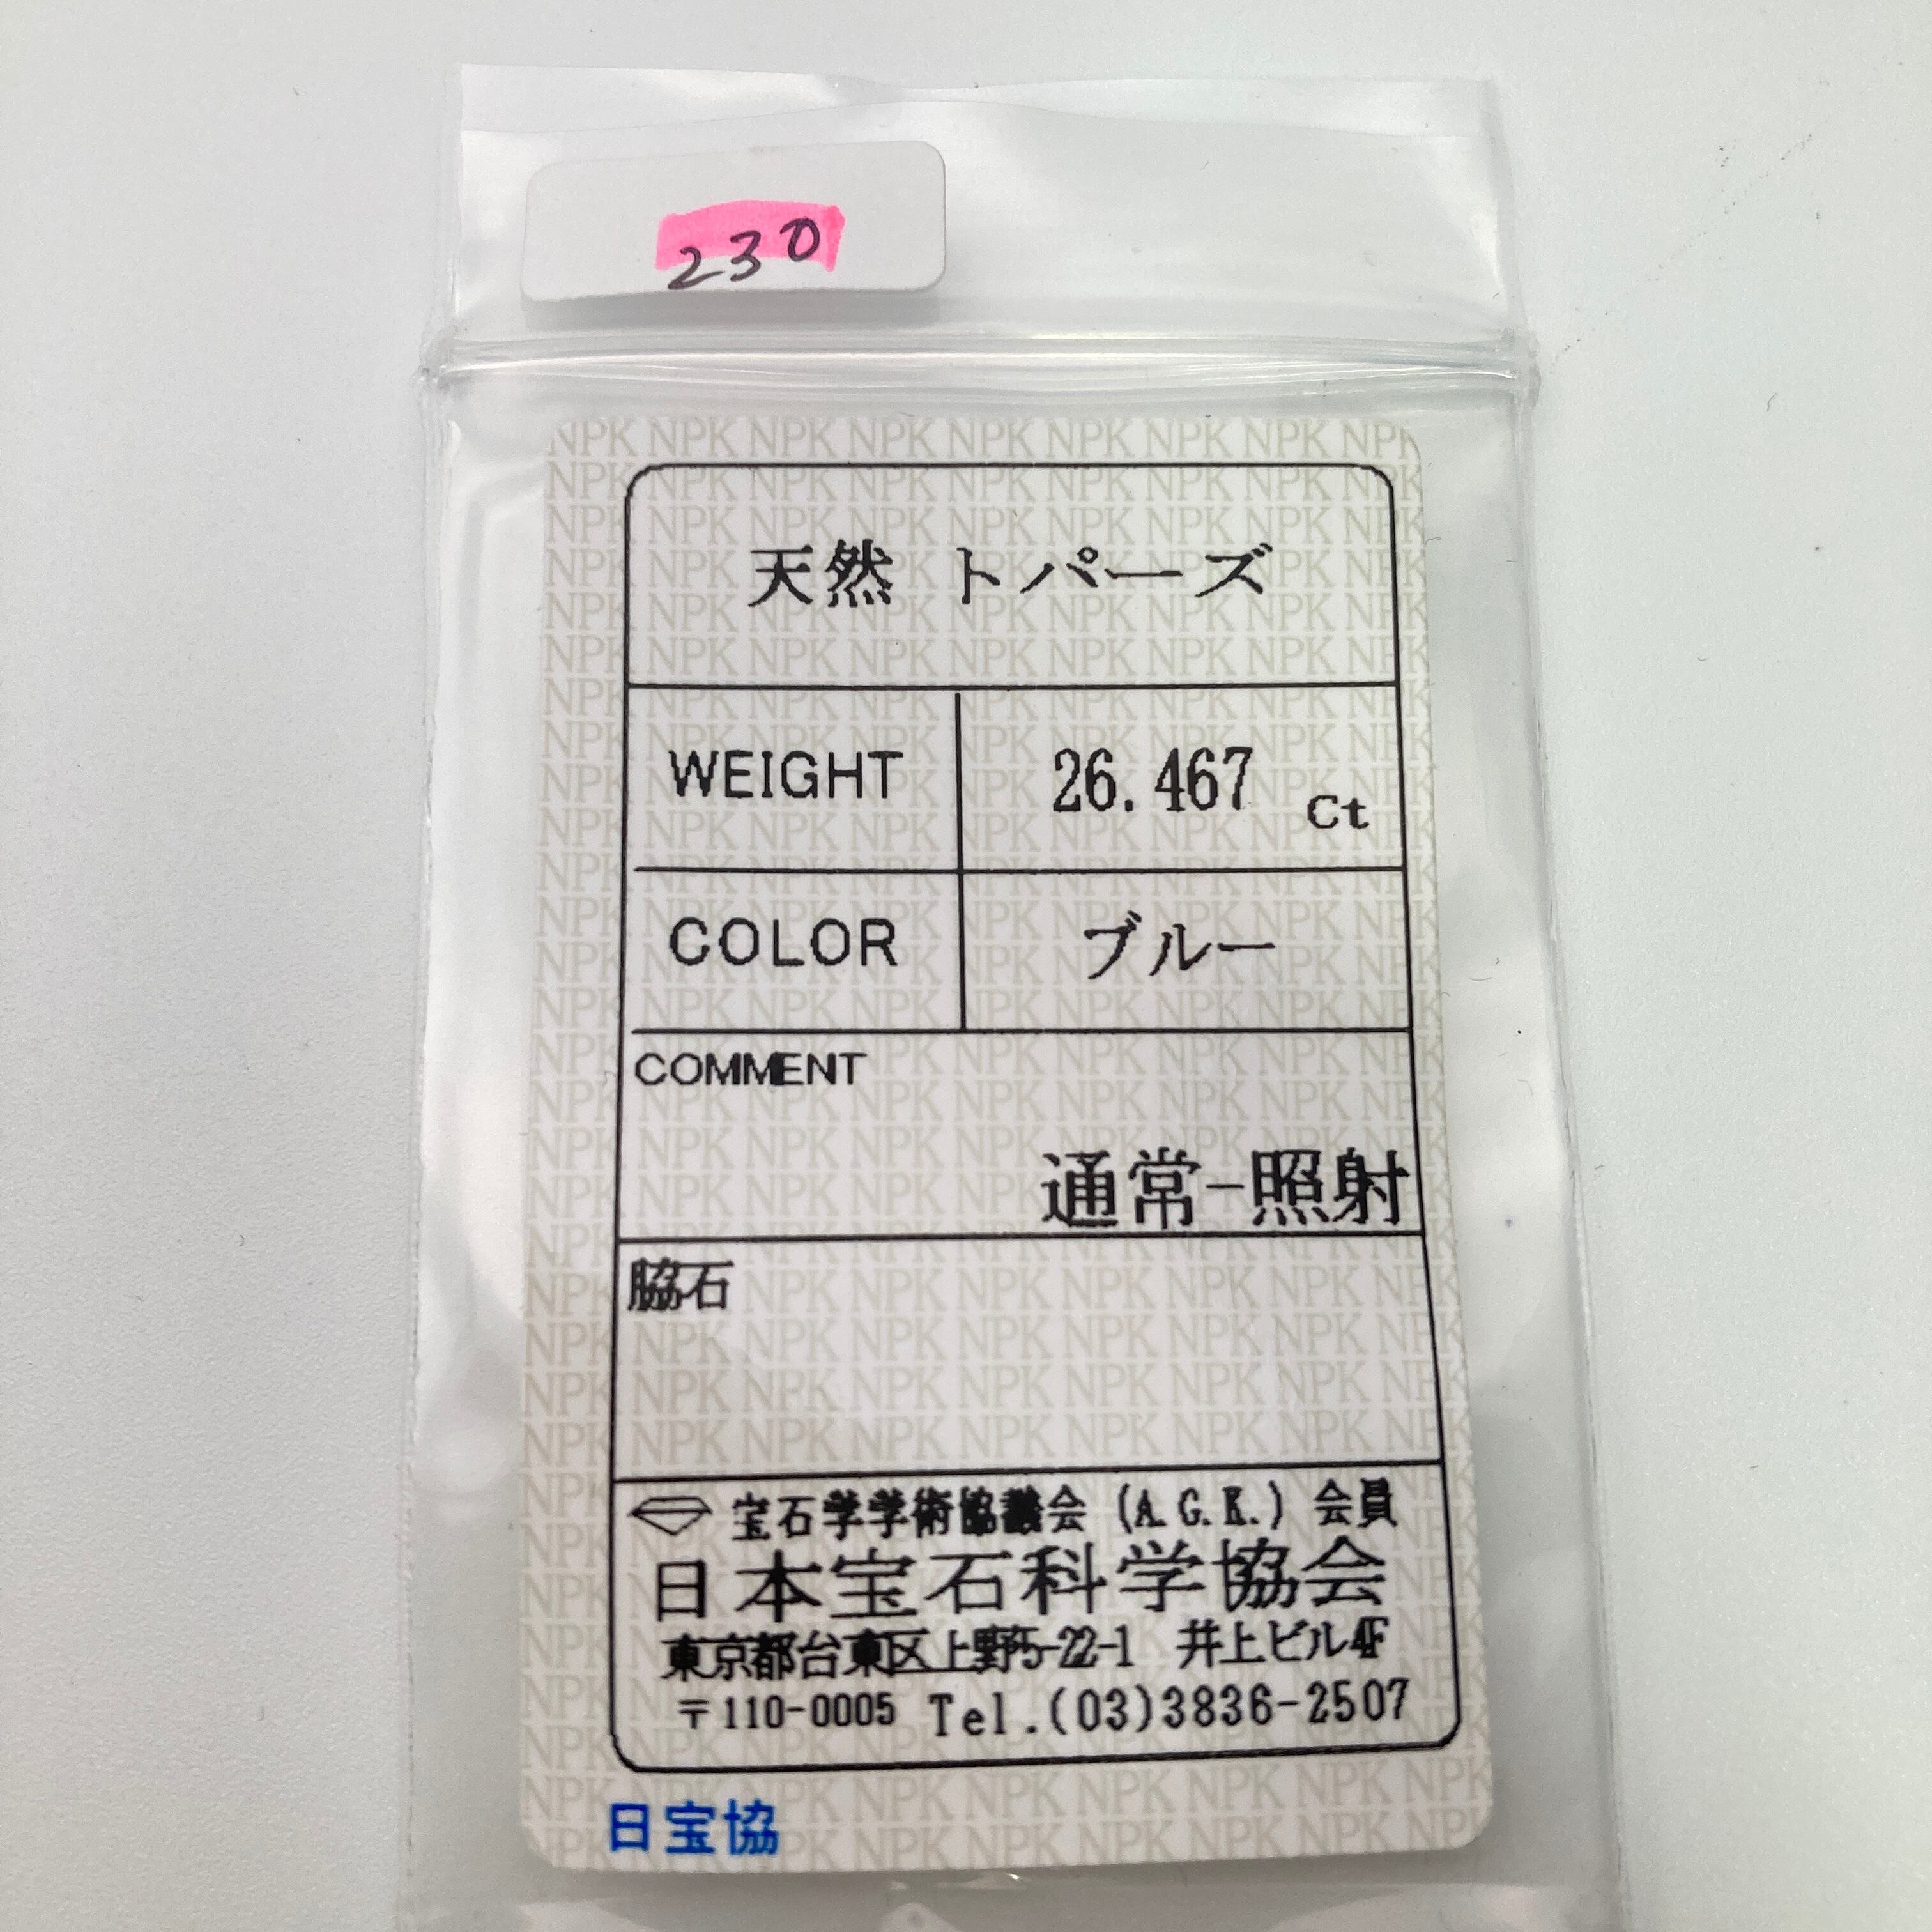 230
天然 トパーズ
WEIGHT 26.467 Ct
COLOR ブルー
COMMENT
通常-照射
脇石
宝石学学術協議会 (A.G.K.) 会員
日本宝石科学協会
東京都台東区上野5-22-1 井上ビル4F
〒110-0005 Tel.(03)3836-2507
日宝協